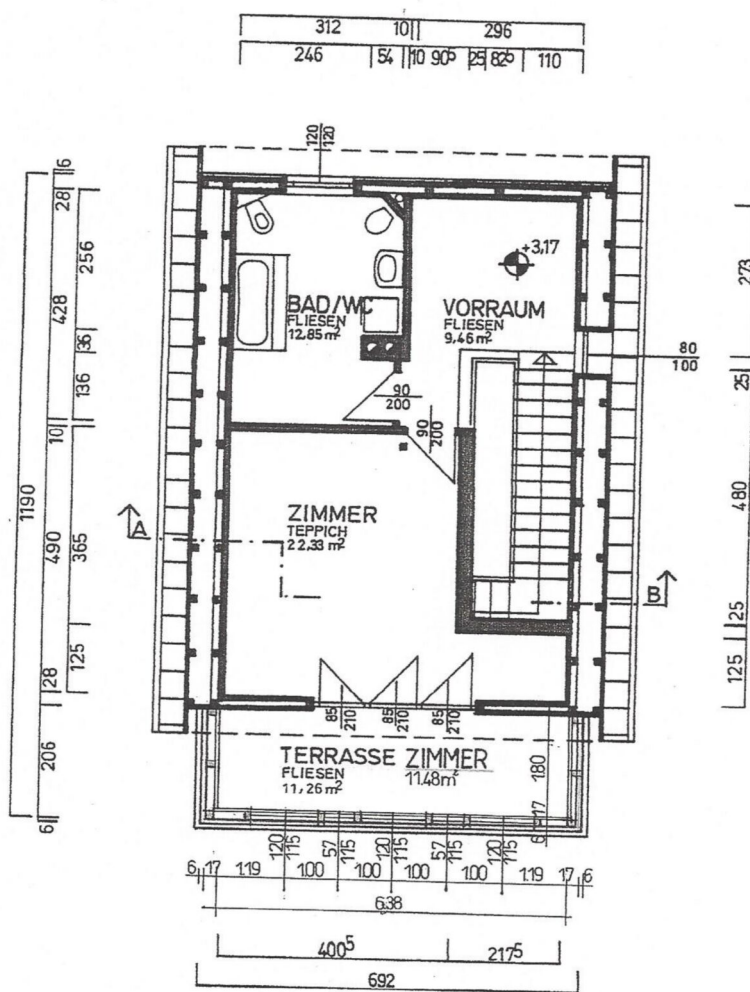 312 10 296
246 54 10 90⁵ 25 82⁵ 110
120
120
6
28
256
428
36
136
10
1190
490
365
125
28
206
6
273
25
480
25
125
+3,17
BAD/WC
FLIESEN
12,85 m²
VORRAUM
FLIESEN
9,46 m²
80
100
90
200
90
200
ZIMMER
TEPPICH
22,33 m²
A
B
85
210
85
210
85
210
TERRASSE ZIMMER
FLIESEN
11,26 m²
11.48m²
180
17
6
120
115
57
115
120
115
57
115
120
115
6 17 1.19 1.00 1.00 1.00 1.00 1.19 17 6
6.38
400⁵ 217⁵
692